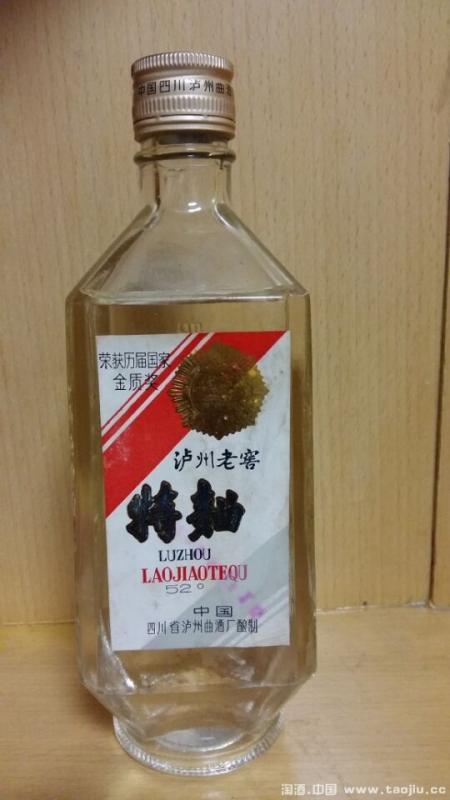 中国四川泸州曲酒
荣获历届国家
金质奖
泸州老窖
特麯
LUZHOU
LAOJIAOTEQU
52°
中国
四川省泸州曲酒厂酿制
淘酒.中国 www.taojiu.cc